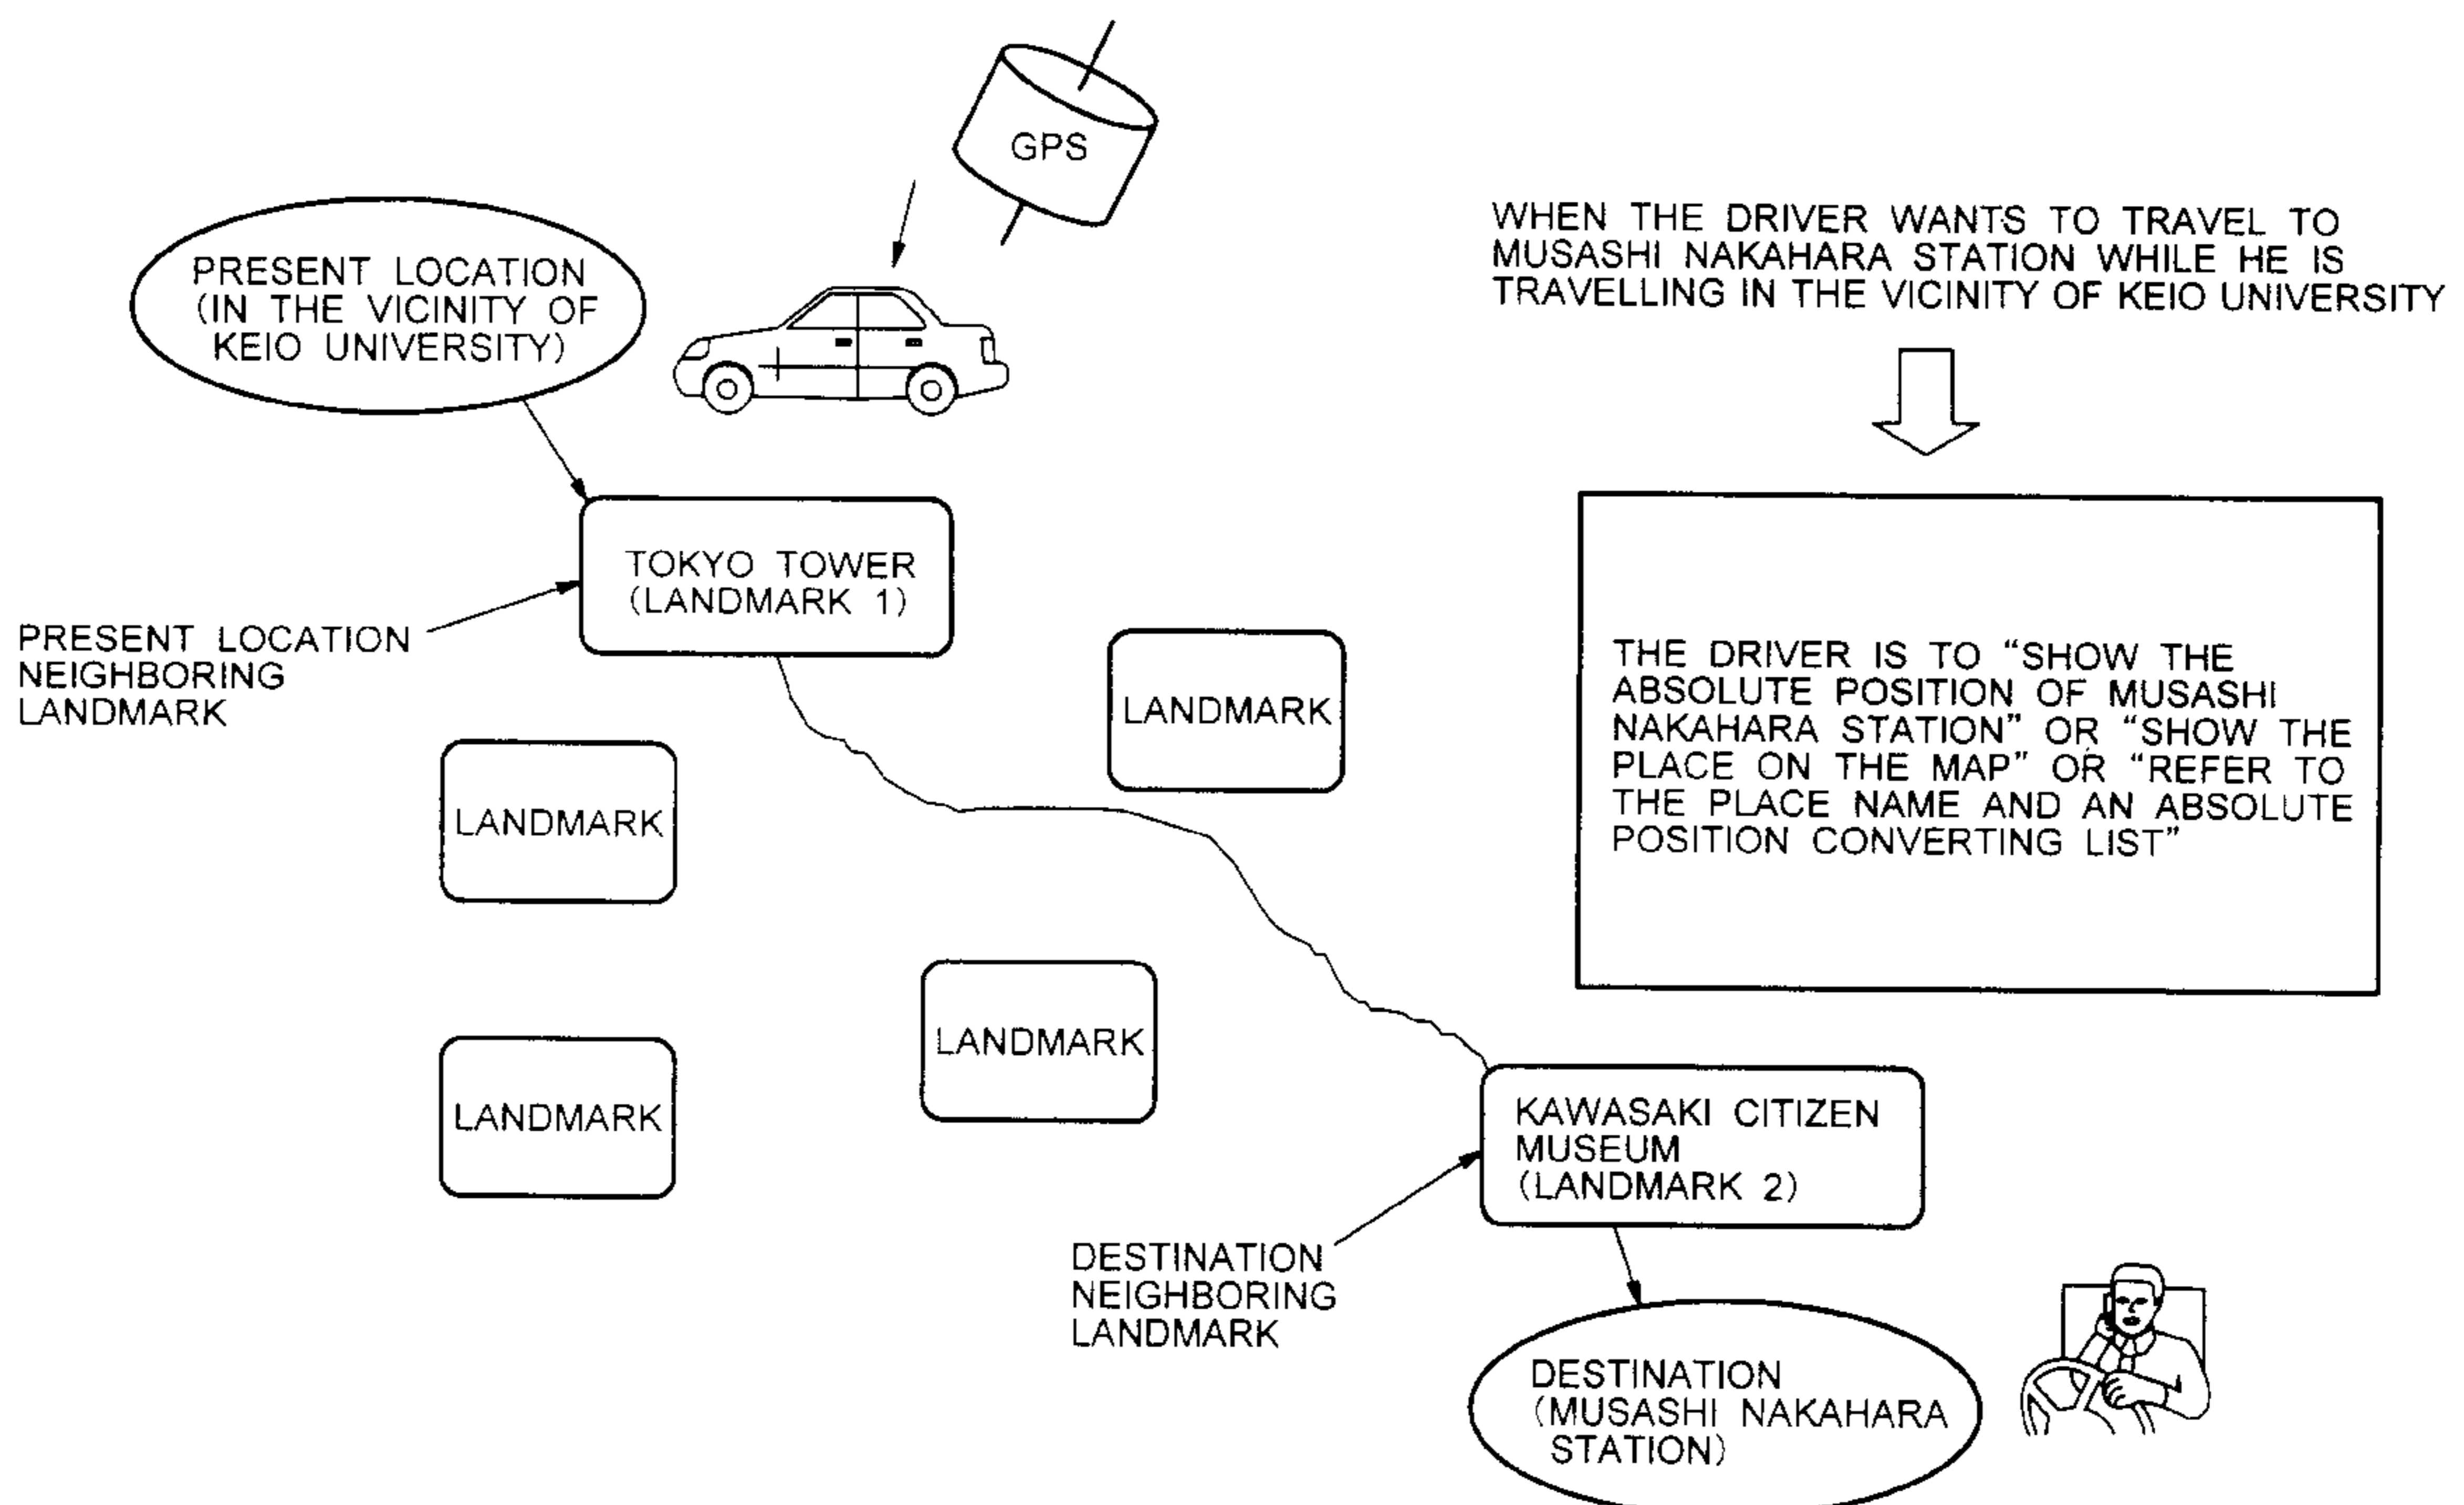 GPS
PRESENT LOCATION
(IN THE VICINITY OF
KEIO UNIVERSITY)
WHEN THE DRIVER WANTS TO TRAVEL TO
MUSASHI NAKAHARA STATION WHILE HE IS
TRAVELLING IN THE VICINITY OF KEIO UNIVERSITY
TOKYO TOWER
(LANDMARK 1)
PRESENT LOCATION
NEIGHBORING
LANDMARK
LANDMARK
LANDMARK
THE DRIVER IS TO “SHOW THE
ABSOLUTE POSITION OF MUSASHI
NAKAHARA STATION” OR “SHOW THE
PLACE ON THE MAP” OR “REFER TO
THE PLACE NAME AND AN ABSOLUTE
POSITION CONVERTING LIST”
LANDMARK
LANDMARK
KAWASAKI CITIZEN
MUSEUM
(LANDMARK 2)
DESTINATION
NEIGHBORING
LANDMARK
DESTINATION
(MUSASHI NAKAHARA
STATION)